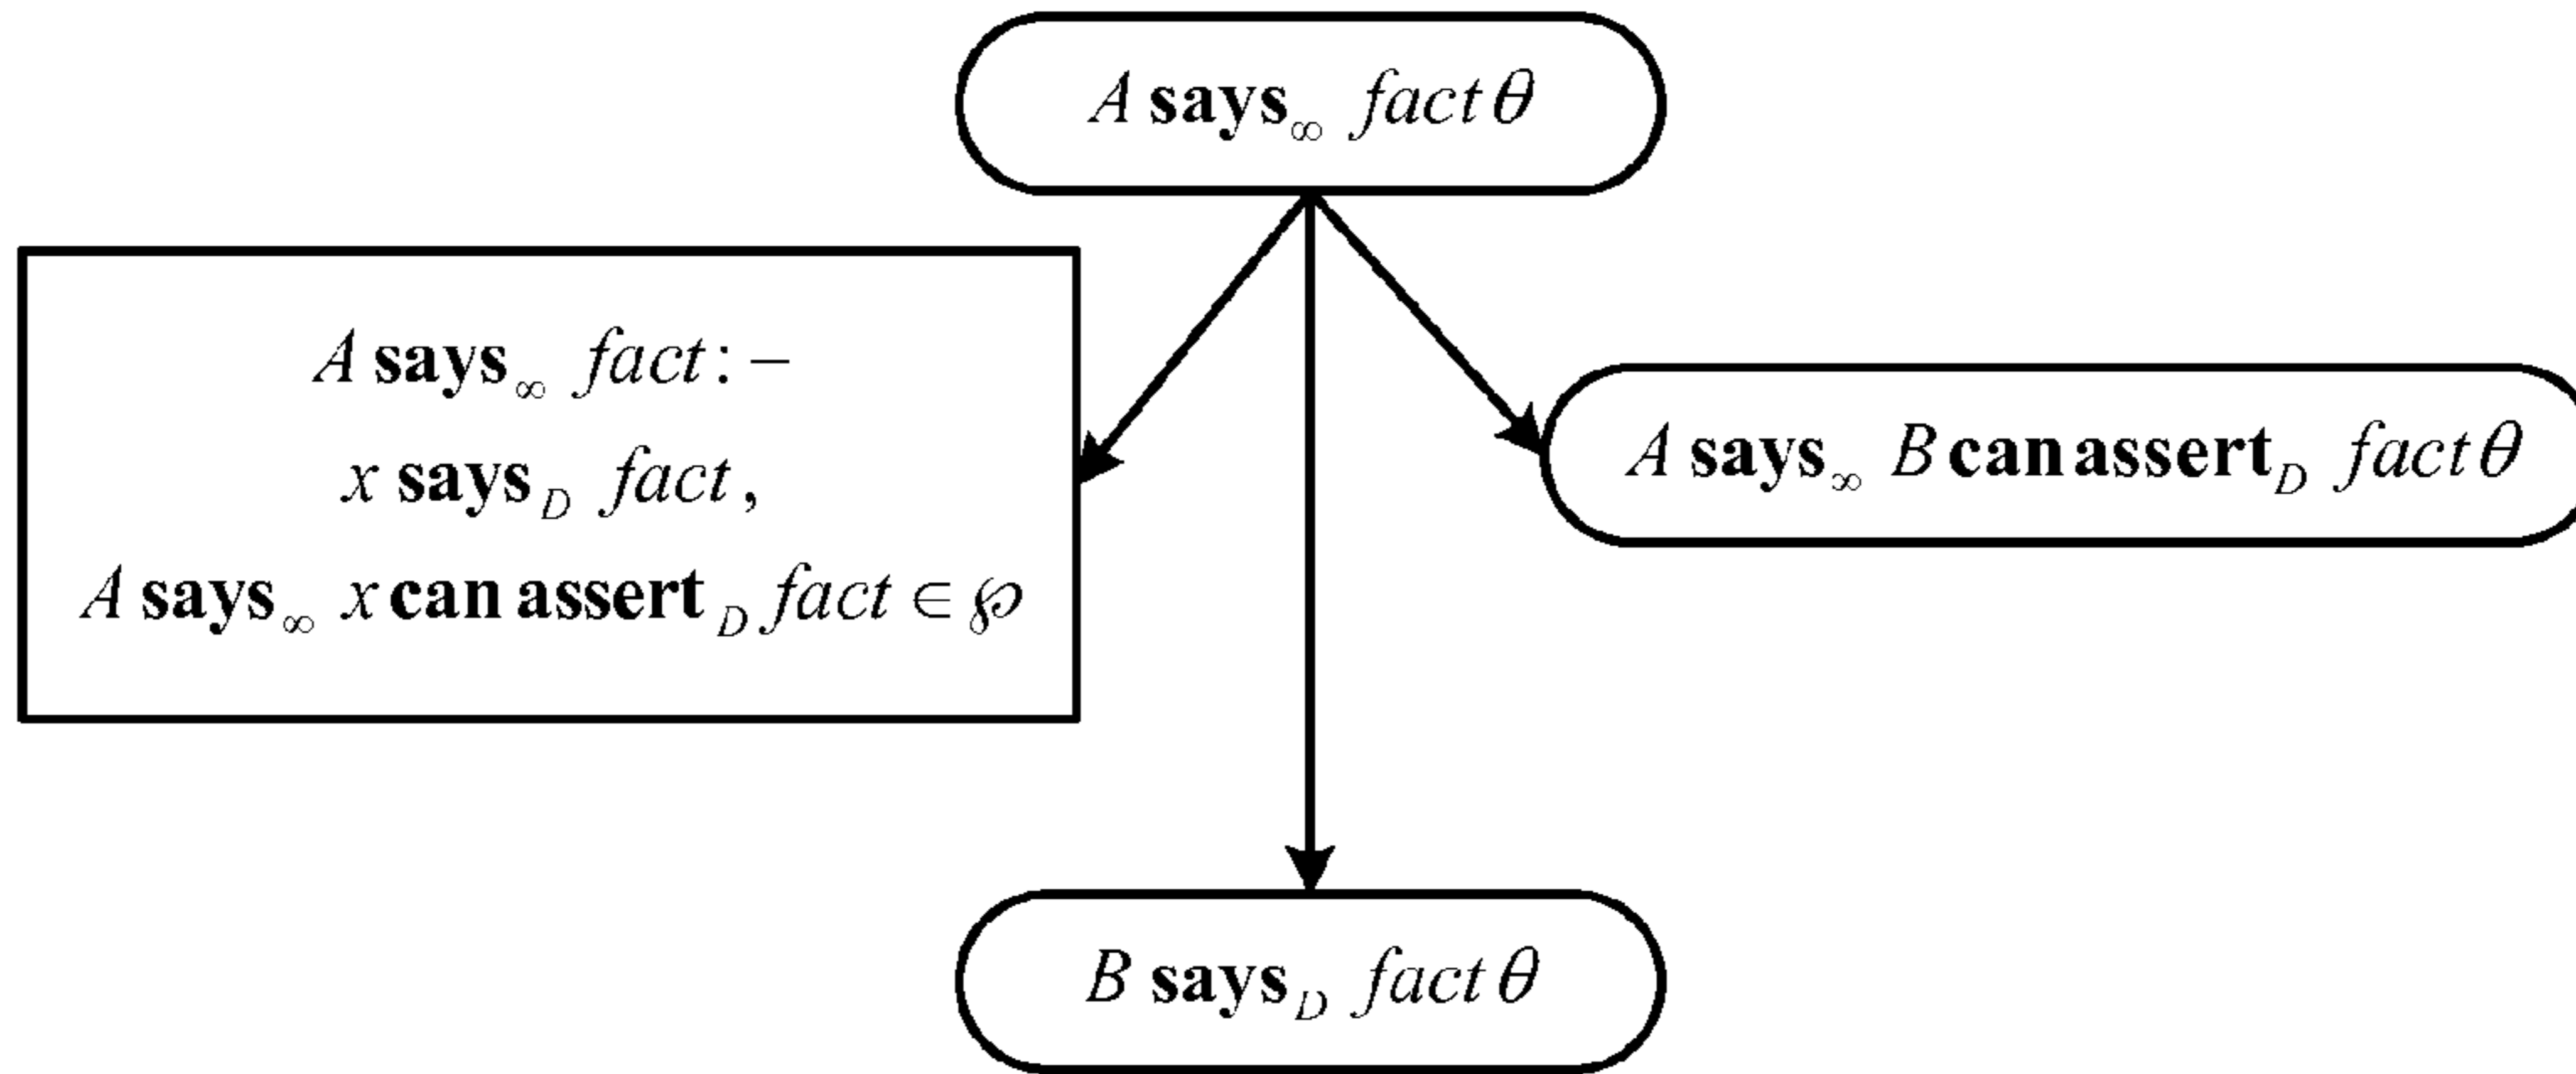 A says∞ fact θ
A says∞ fact :–
x says_D fact ,
A says∞ x can assert_D fact ∈ ℘
A says∞ B can assert_D fact θ
B says_D fact θ